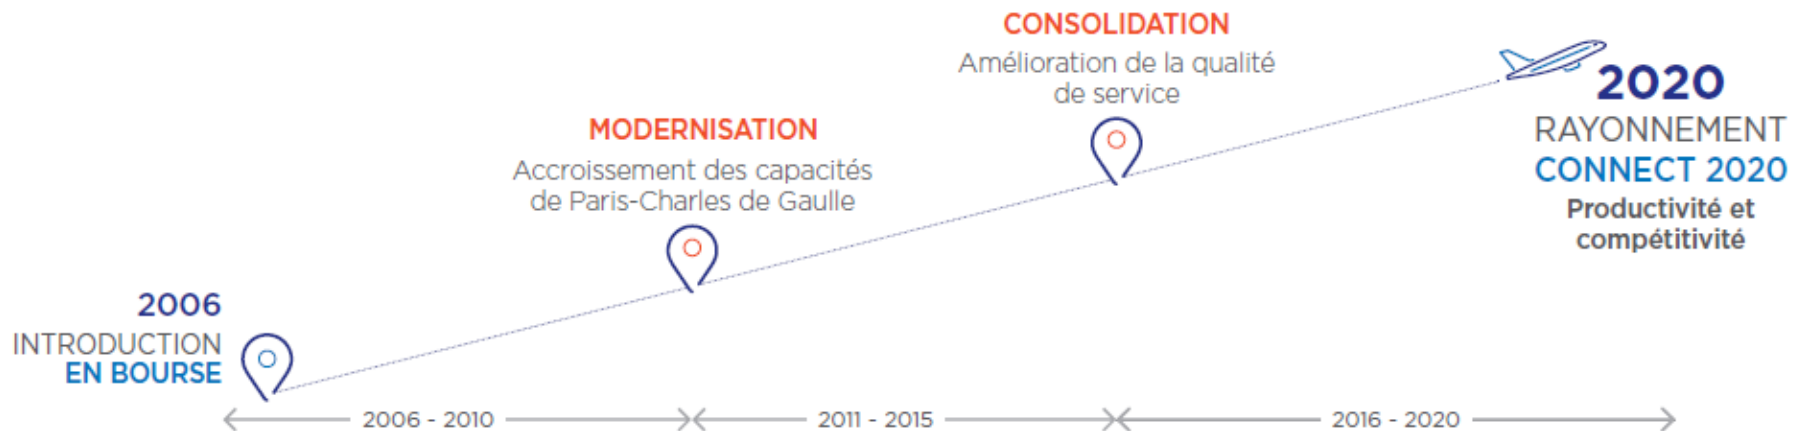 CONSOLIDATION
Amélioration de la qualité
de service
2020
RAYONNEMENT
CONNECT 2020
Productivité et
compétitivité
MODERNISATION
Accroissement des capacités
de Paris-Charles de Gaulle
2006
INTRODUCTION
EN BOURSE
2006 - 2010
2011 - 2015
2016 - 2020